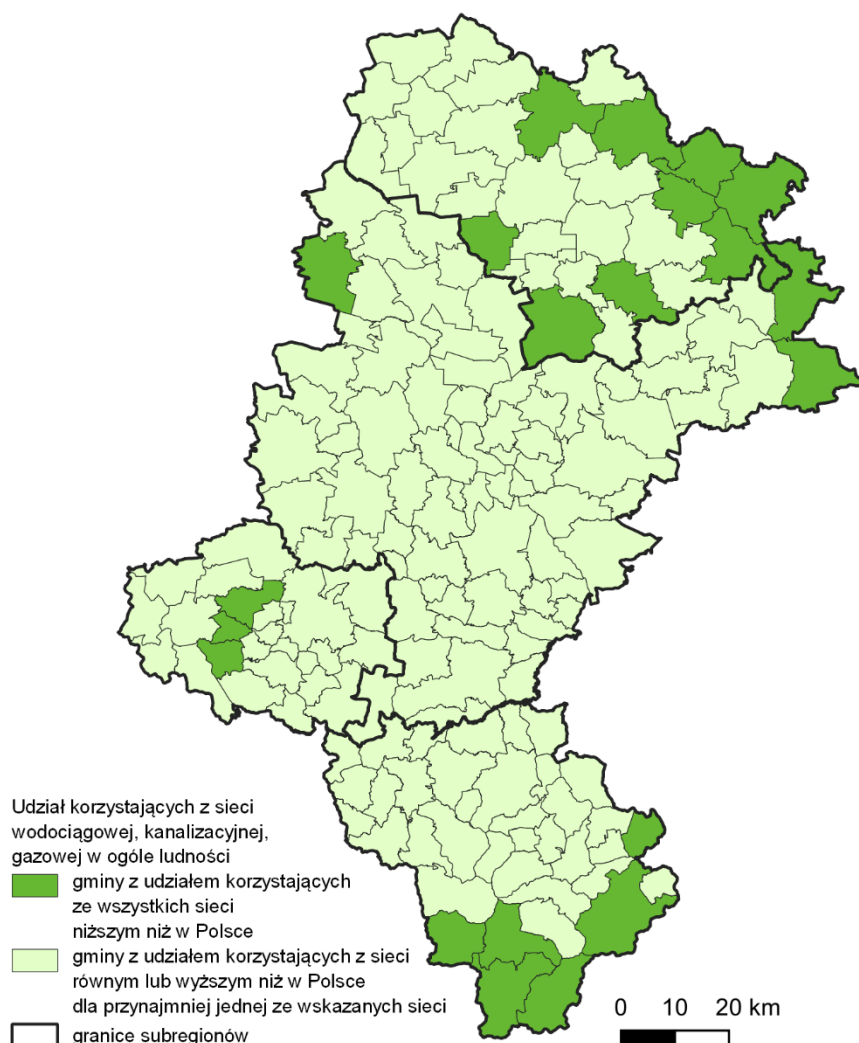 Udział korzystających z sieci
wodociągowej, kanalizacyjnej,
gazowej w ogóle ludności
gminy z udziałem korzystających
ze wszystkich sieci
niższym niż w Polsce
gminy z udziałem korzystających z sieci
równym lub wyższym niż w Polsce
dla przynajmniej jednej ze wskazanych sieci
granice subregionów
0 10 20 km